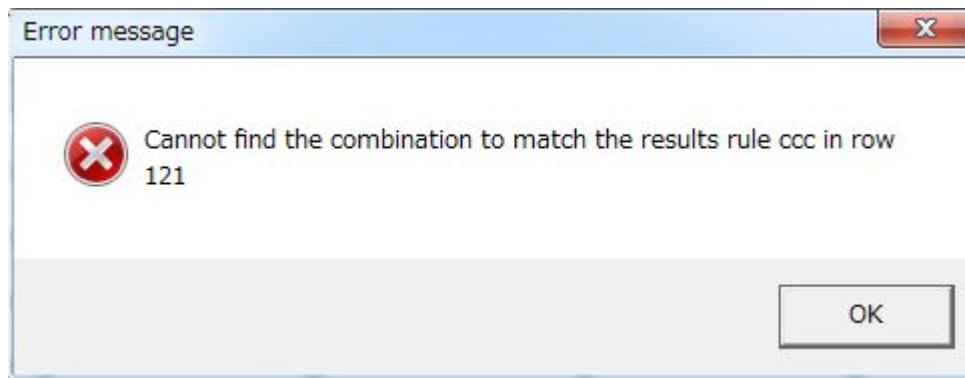 Error message
Cannot find the combination to match the results rule ccc in row
121
OK